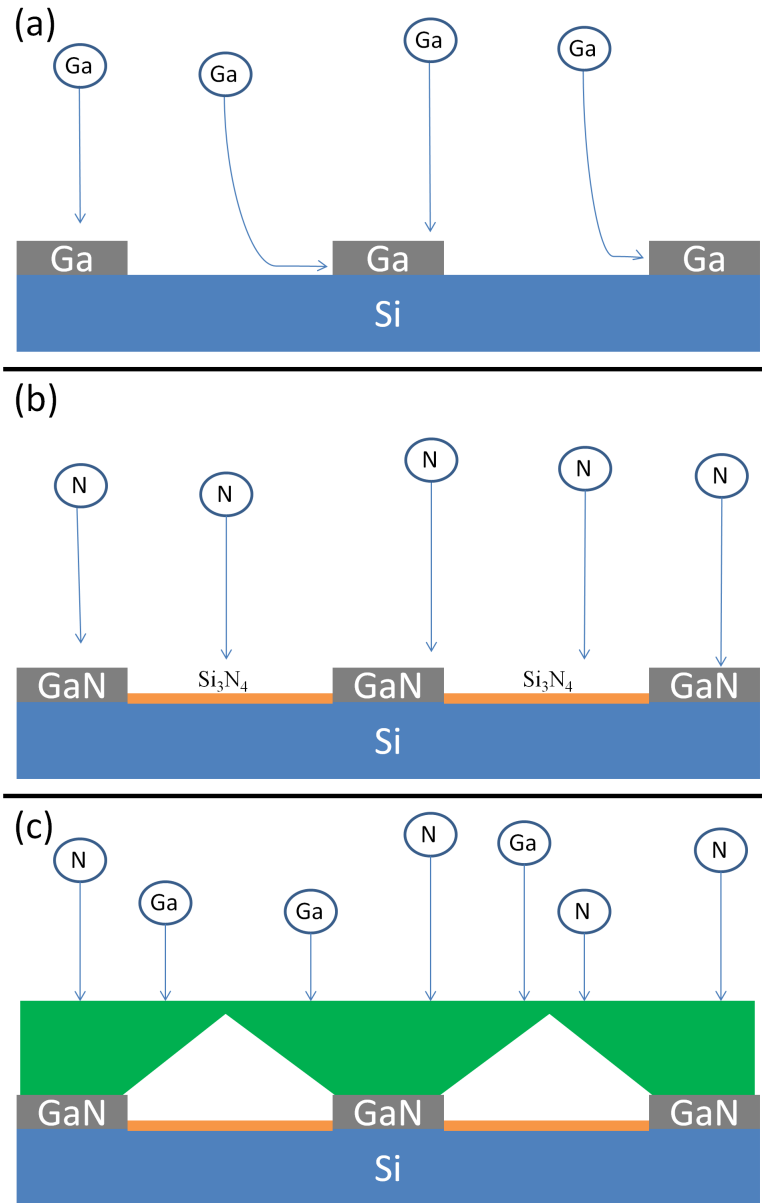 (a)
Ga Ga Ga Ga
Ga Ga Ga
Si
(b)
N N N N N
Si₃N₄ Si₃N₄
GaN GaN GaN
Si
(c)
N N Ga N
Ga Ga N
GaN GaN GaN
Si